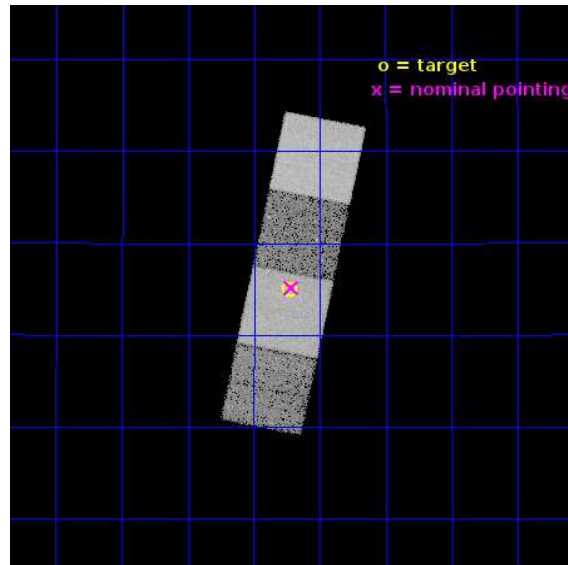 o = target
x = nominal pointing